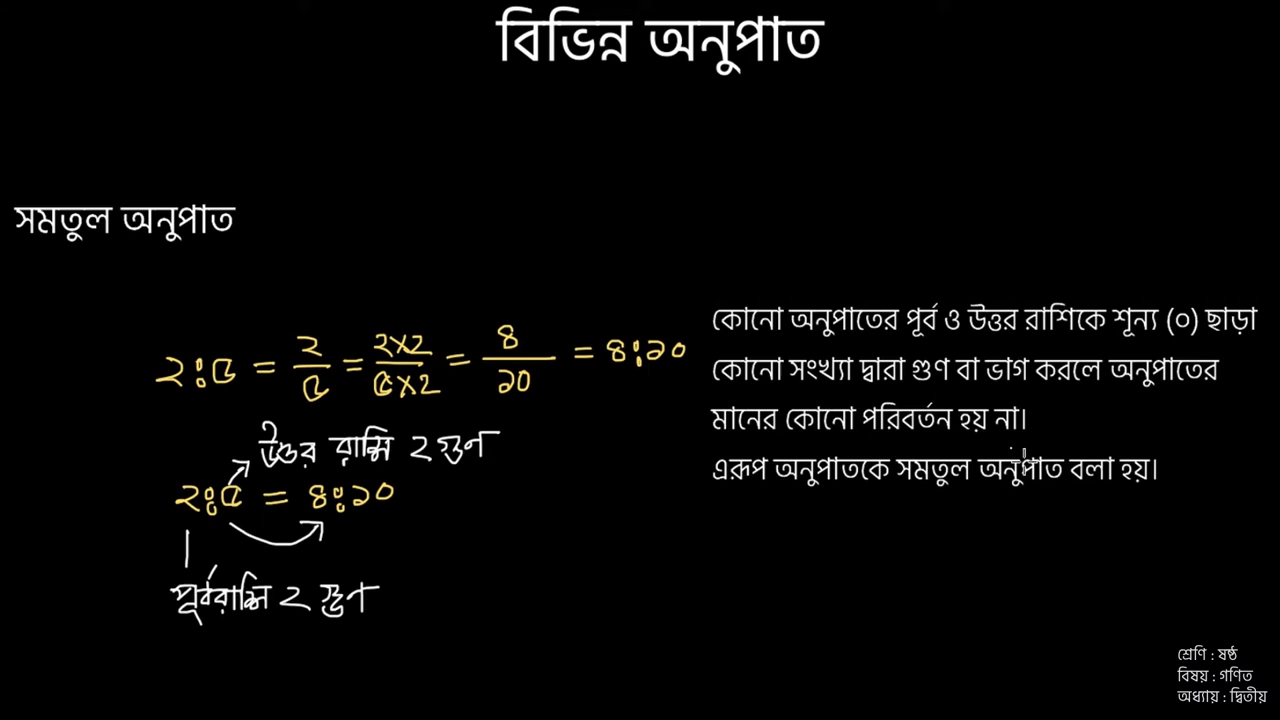 বিভিন্ন অনুপাত
সমতুল অনুপাত
২:৫ = ২/৫ = ২×2/৫×2 = ৪/১০ = ৪:১০
উত্তর রাশি ২ গুণ
২:৫ = ৪:১০
পূর্বরাশি ২ গুণ
কোনো অনুপাতের পূর্ব ও উত্তর রাশিকে শূন্য (০) ছাড়া
কোনো সংখ্যা দ্বারা গুণ বা ভাগ করলে অনুপাতের
মানের কোনো পরিবর্তন হয় না।
এরূপ অনুপাতকে সমতুল অনুপাত বলা হয়।
শ্রেণি : ষষ্ঠ
বিষয় : গণিত
অধ্যায় : দ্বিতীয়